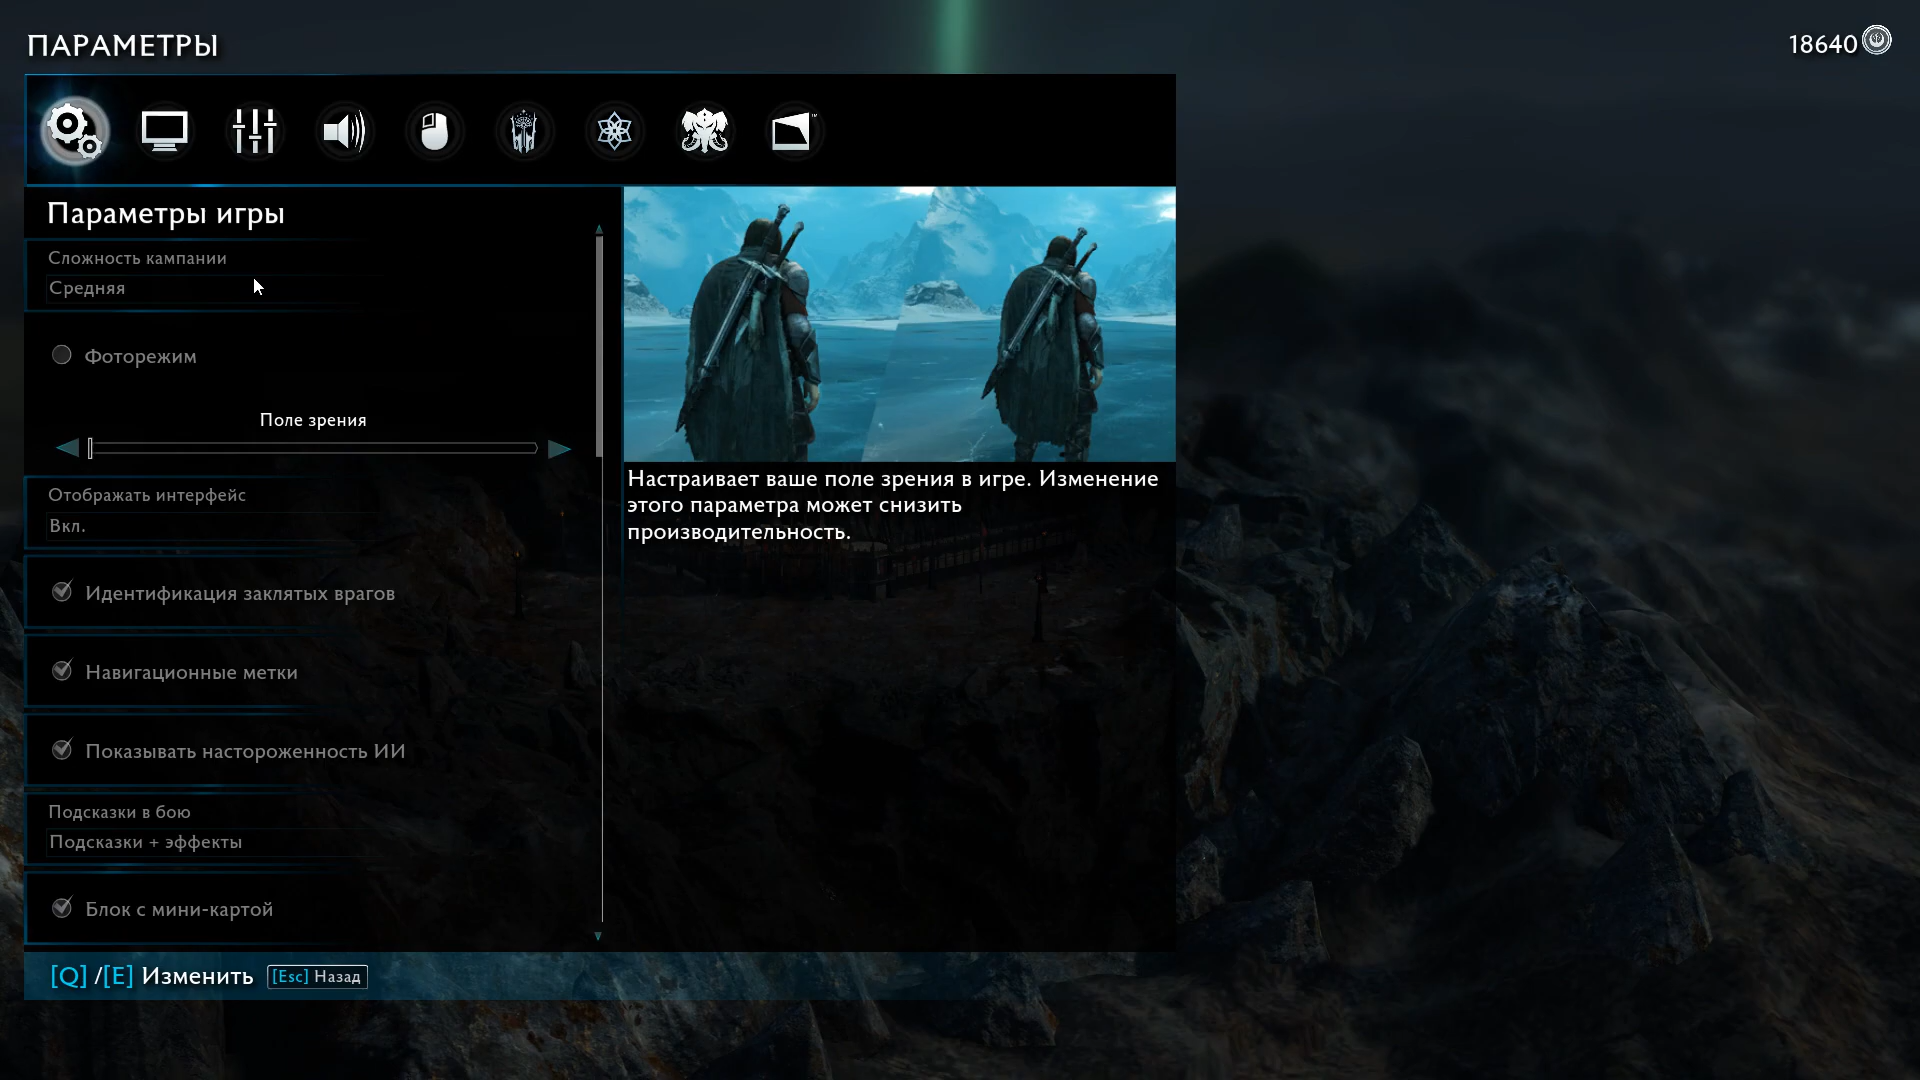 ПАРАМЕТРЫ
18640
Параметры игры
Сложность кампании
Средняя
Фоторежим
Поле зрения
Отображать интерфейс
Вкл.
Идентификация заклятых врагов
Навигационные метки
Показывать настороженность ИИ
Подсказки в бою
Подсказки + эффекты
Блок с мини-картой
Настраивает ваше поле зрения в игре. Изменение
этого параметра может снизить
производительность.
[Q] /[E] Изменить [Esc] Назад